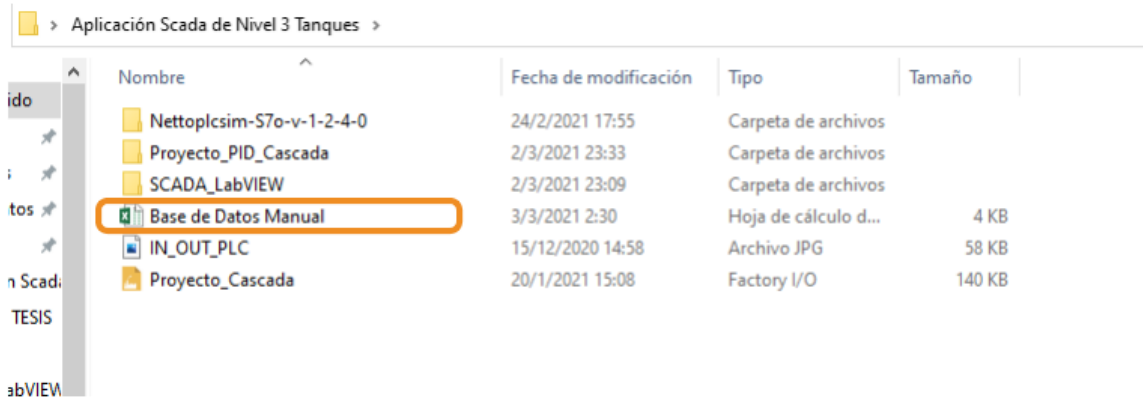 > Aplicación Scada de Nivel 3 Tanques >
Nombre Fecha de modificación Tipo Tamaño
ido
Nettoplcsim-S7o-v-1-2-4-0 24/2/2021 17:55 Carpeta de archivos
Proyecto_PID_Cascada 2/3/2021 23:33 Carpeta de archivos
s SCADA_LabVIEW 2/3/2021 23:09 Carpeta de archivos
tos Base de Datos Manual 3/3/2021 2:30 Hoja de cálculo d... 4 KB
IN_OUT_PLC 15/12/2020 14:58 Archivo JPG 58 KB
n Scada Proyecto_Cascada 20/1/2021 15:08 Factory I/O 140 KB
TESIS
abVIEW